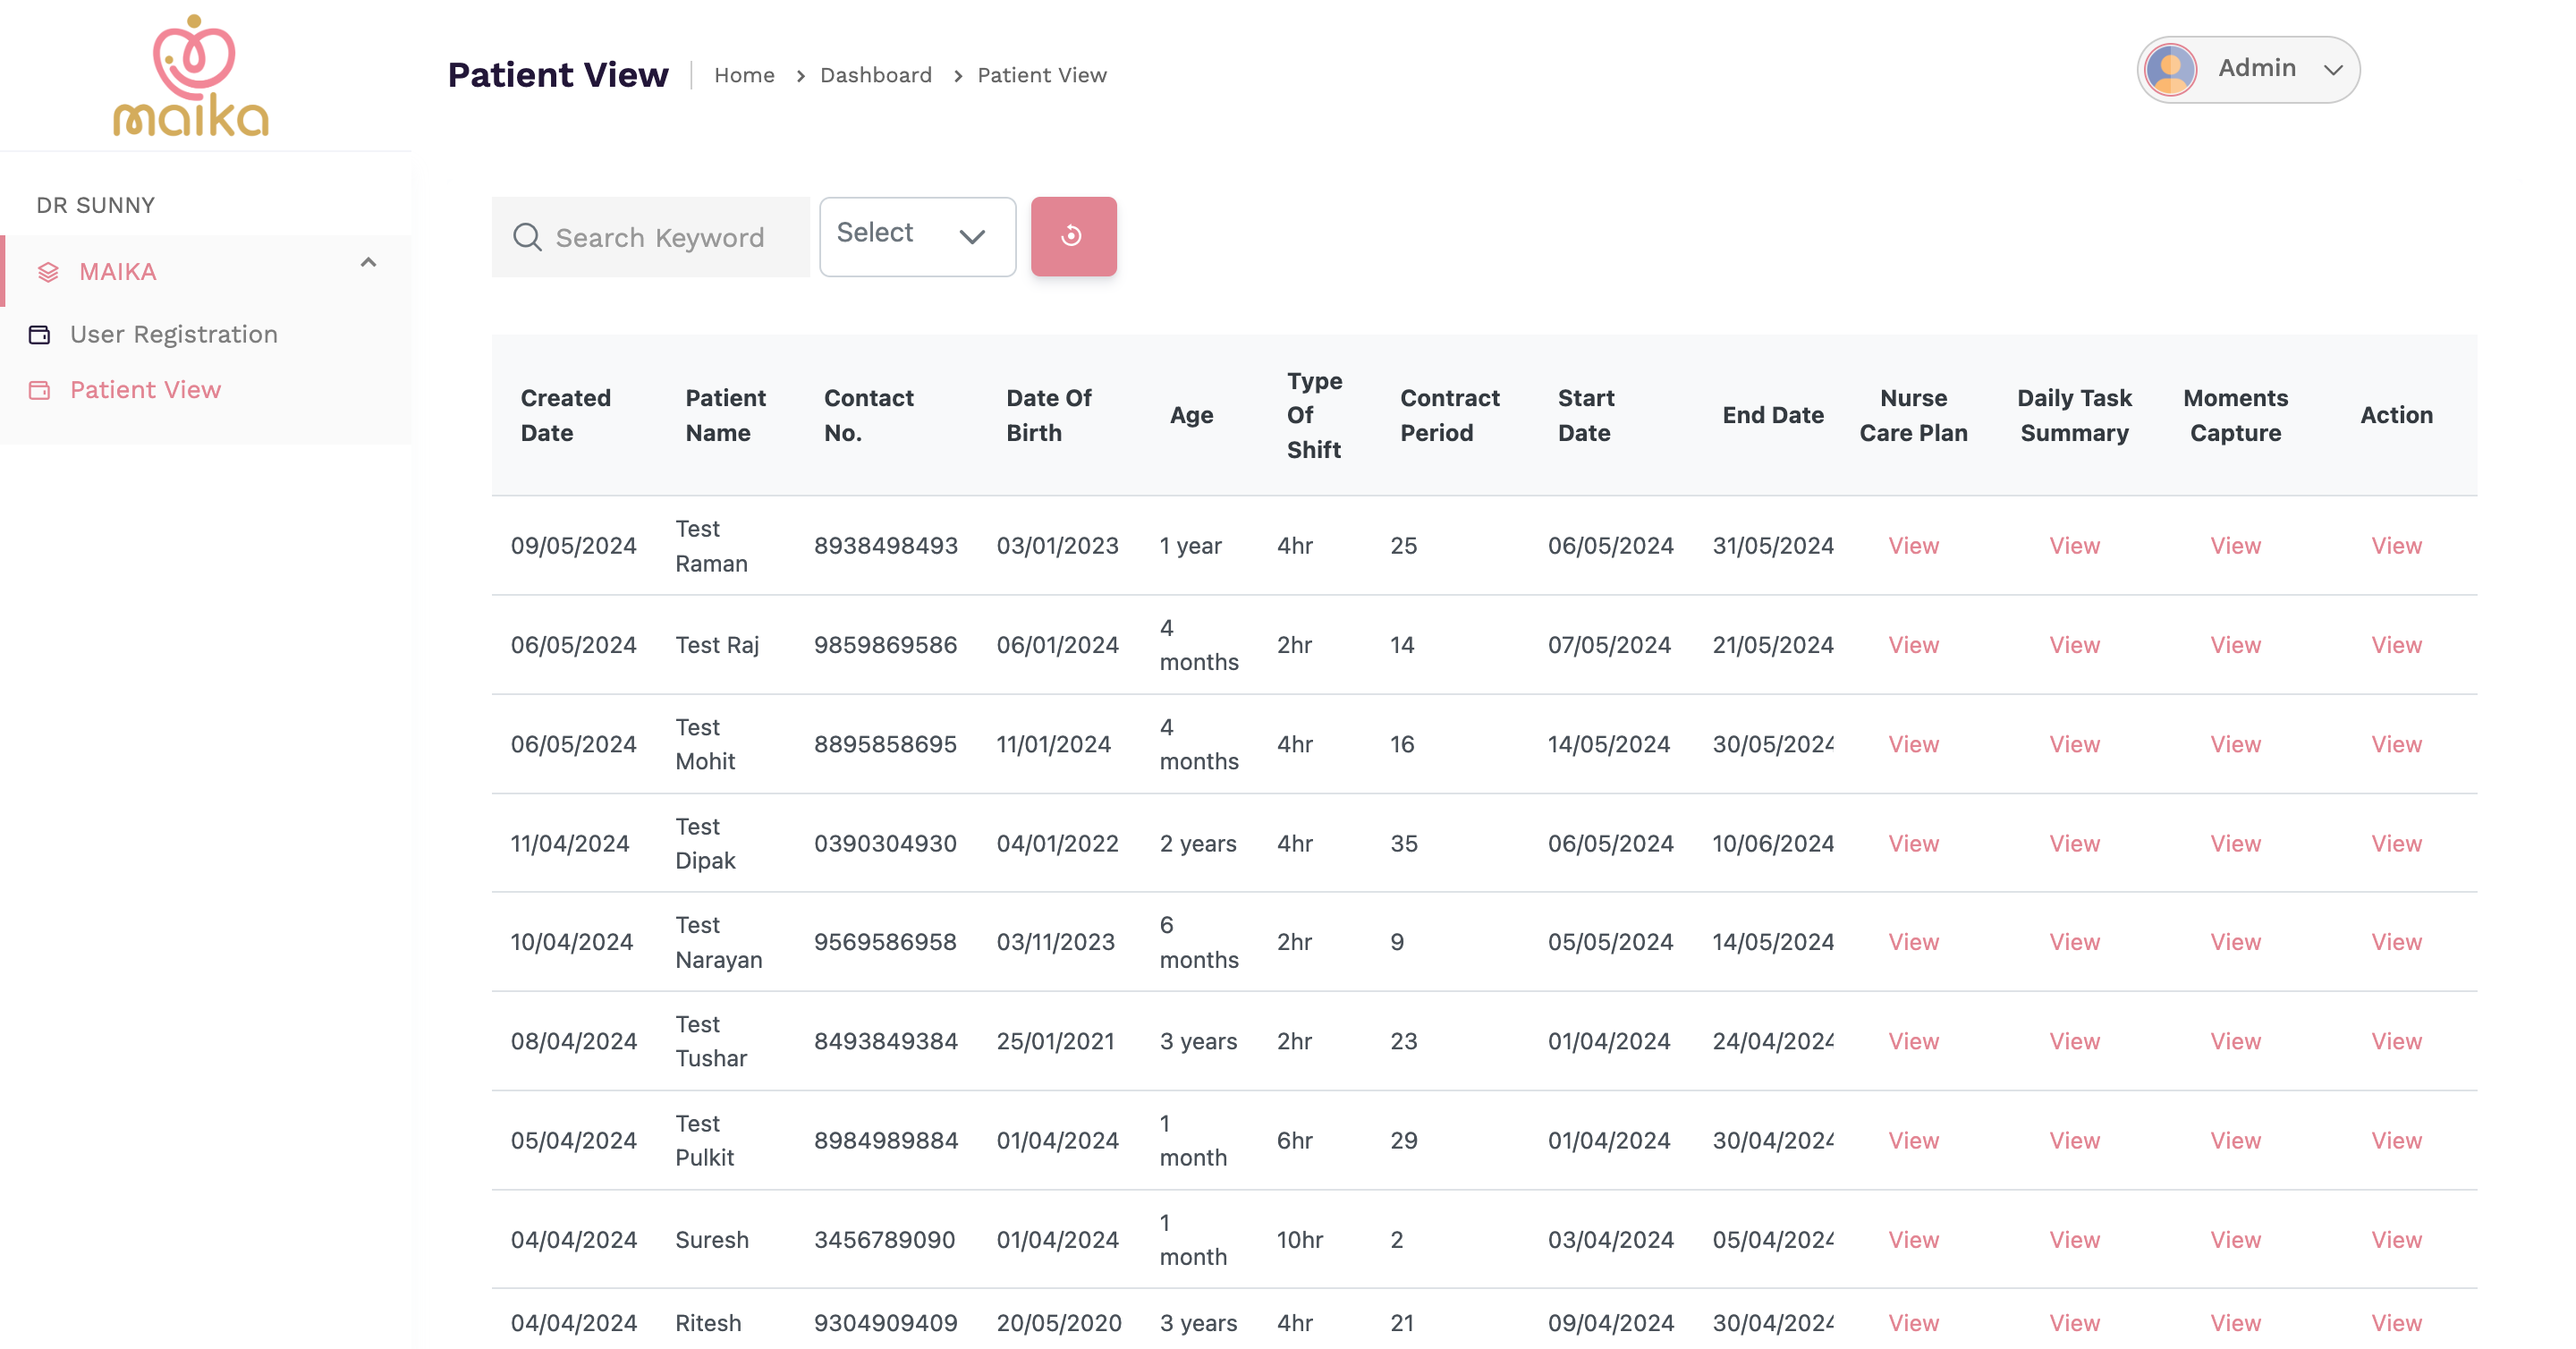 maika
Patient View
Home > Dashboard > Patient View
Admin
DR SUNNY
MAIKA
User Registration
Patient View
Search Keyword
Select
Created Date Patient Name Contact No. Date Of Birth Age Type Of Shift Contract Period Start Date End Date Nurse Care Plan Daily Task Summary Moments Capture Action
09/05/2024 Test Raman 8938498493 03/01/2023 1 year 4hr 25 06/05/2024 31/05/2024 View View View View
06/05/2024 Test Raj 9859869586 06/01/2024 4 months 2hr 14 07/05/2024 21/05/2024 View View View View
06/05/2024 Test Mohit 8895858695 11/01/2024 4 months 4hr 16 14/05/2024 30/05/2024 View View View View
11/04/2024 Test Dipak 0390304930 04/01/2022 2 years 4hr 35 06/05/2024 10/06/2024 View View View View
10/04/2024 Test Narayan 9569586958 03/11/2023 6 months 2hr 9 05/05/2024 14/05/2024 View View View View
08/04/2024 Test Tushar 8493849384 25/01/2021 3 years 2hr 23 01/04/2024 24/04/2024 View View View View
05/04/2024 Test Pulkit 8984989884 01/04/2024 1 month 6hr 29 01/04/2024 30/04/2024 View View View View
04/04/2024 Suresh 3456789090 01/04/2024 1 month 10hr 2 03/04/2024 05/04/2024 View View View View
04/04/2024 Ritesh 9304909409 20/05/2020 3 years 4hr 21 09/04/2024 30/04/2024 View View View View